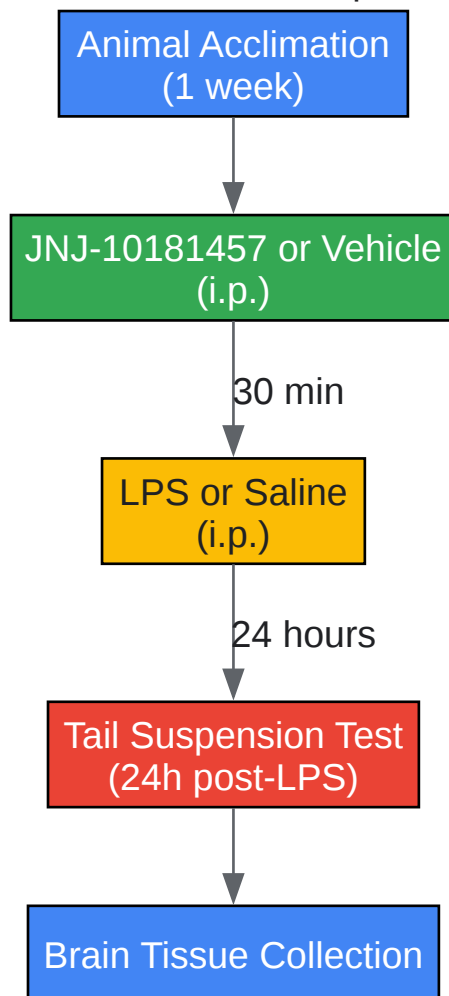 Animal Acclimation
(1 week)
JNJ-10181457 or Vehicle
(i.p.)
30 min
LPS or Saline
(i.p.)
24 hours
Tail Suspension Test
(24h post-LPS)
Brain Tissue Collection